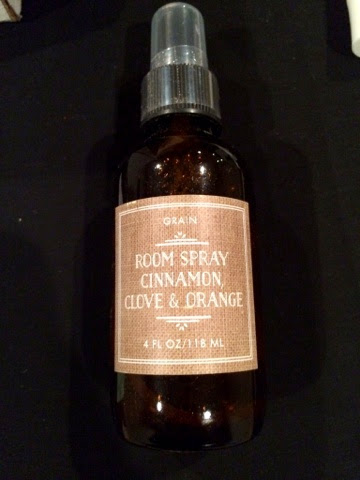 GRAIN
ROOM SPRAY
CINNAMON,
CLOVE & ORANGE
4 FL OZ/118 ML